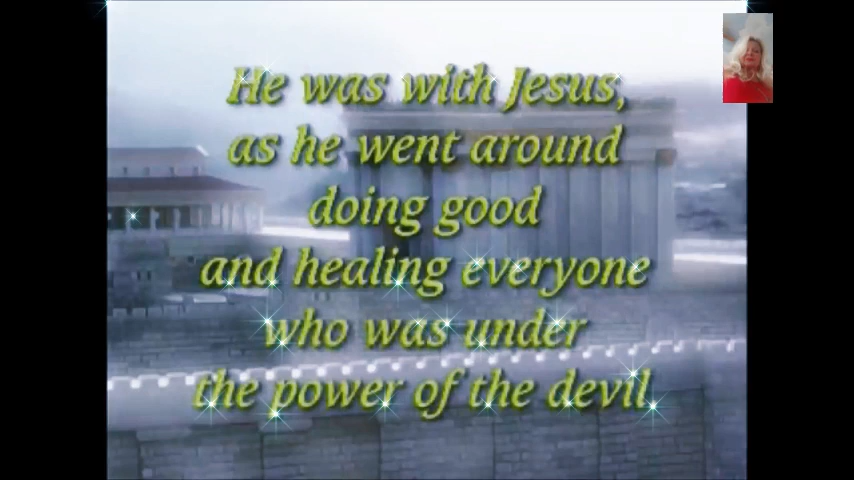 He was with Jesus,
as he went around
doing good
and healing everyone
who was under
the power of the devil.